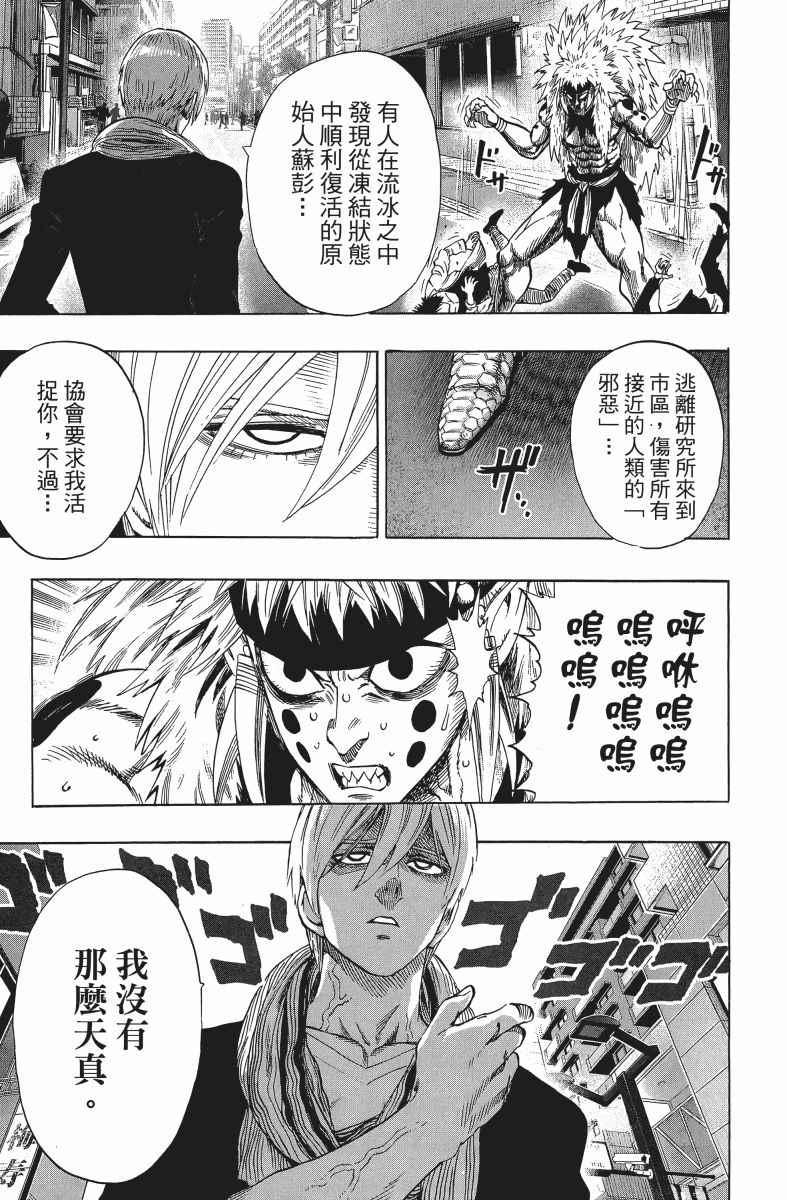 有人在流冰之中
發現從凍結狀態
中順利復活的原
始人蘇彭…
ドサ
ドサ
逃離研究所來到
市區，傷害所有
接近的人類的「
邪惡」…
ザッ
協會要求我活
捉你，不過…
呼咻嗚嗚
嗚嗚嗚嗚
嗚嗚！
ゴゴゴ
ゴゴゴ
我沒有
那麼天真。
寿